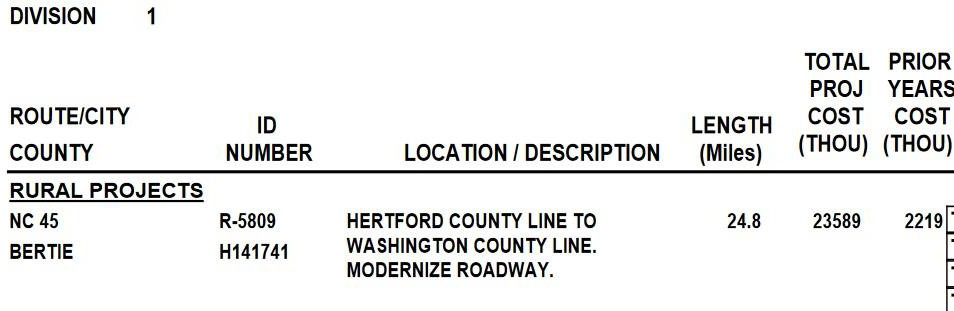 DIVISION 1
TOTAL PRIOR
PROJ YEARS
ROUTE/CITY ID LENGTH COST COST
COUNTY NUMBER LOCATION / DESCRIPTION (Miles) (THOU) (THOU)
RURAL PROJECTS
NC 45 R-5809 HERTFORD COUNTY LINE TO 24.8 23589 2219
BERTIE H141741 WASHINGTON COUNTY LINE.
MODERNIZE ROADWAY.